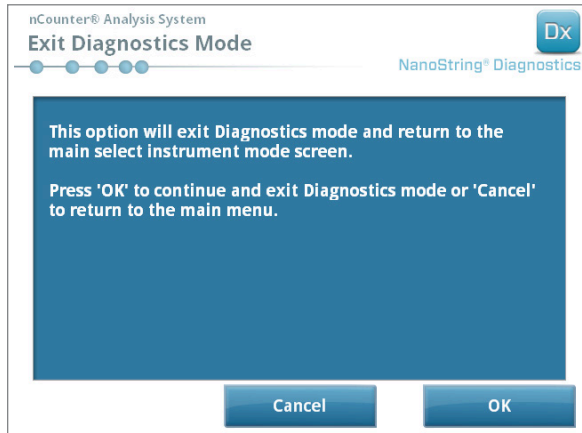 nCounter® Analysis System
Exit Diagnostics Mode
Dx
NanoString® Diagnostics
This option will exit Diagnostics mode and return to the
main select instrument mode screen.
Press 'OK' to continue and exit Diagnostics mode or 'Cancel'
to return to the main menu.
Cancel
OK